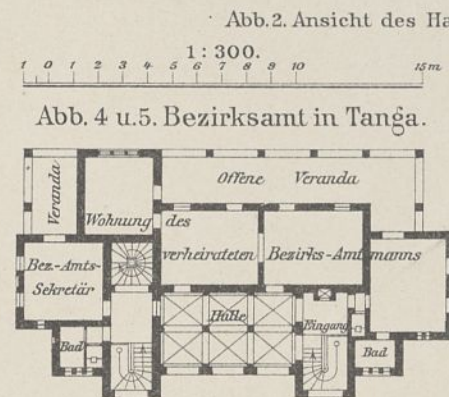 Abb. 2. Ansicht des Ha
1 : 300.
1 0 1 2 3 4 5 6 7 8 9 10 15 m
Abb. 4 u. 5. Bezirksamt in Tanga.
Veranda
Offene Veranda
Wohnung des
verheirateten Bezirks-Amtmanns
Bez.-Amts-
Sekretär
Halle
Eingang
Bad
Bad